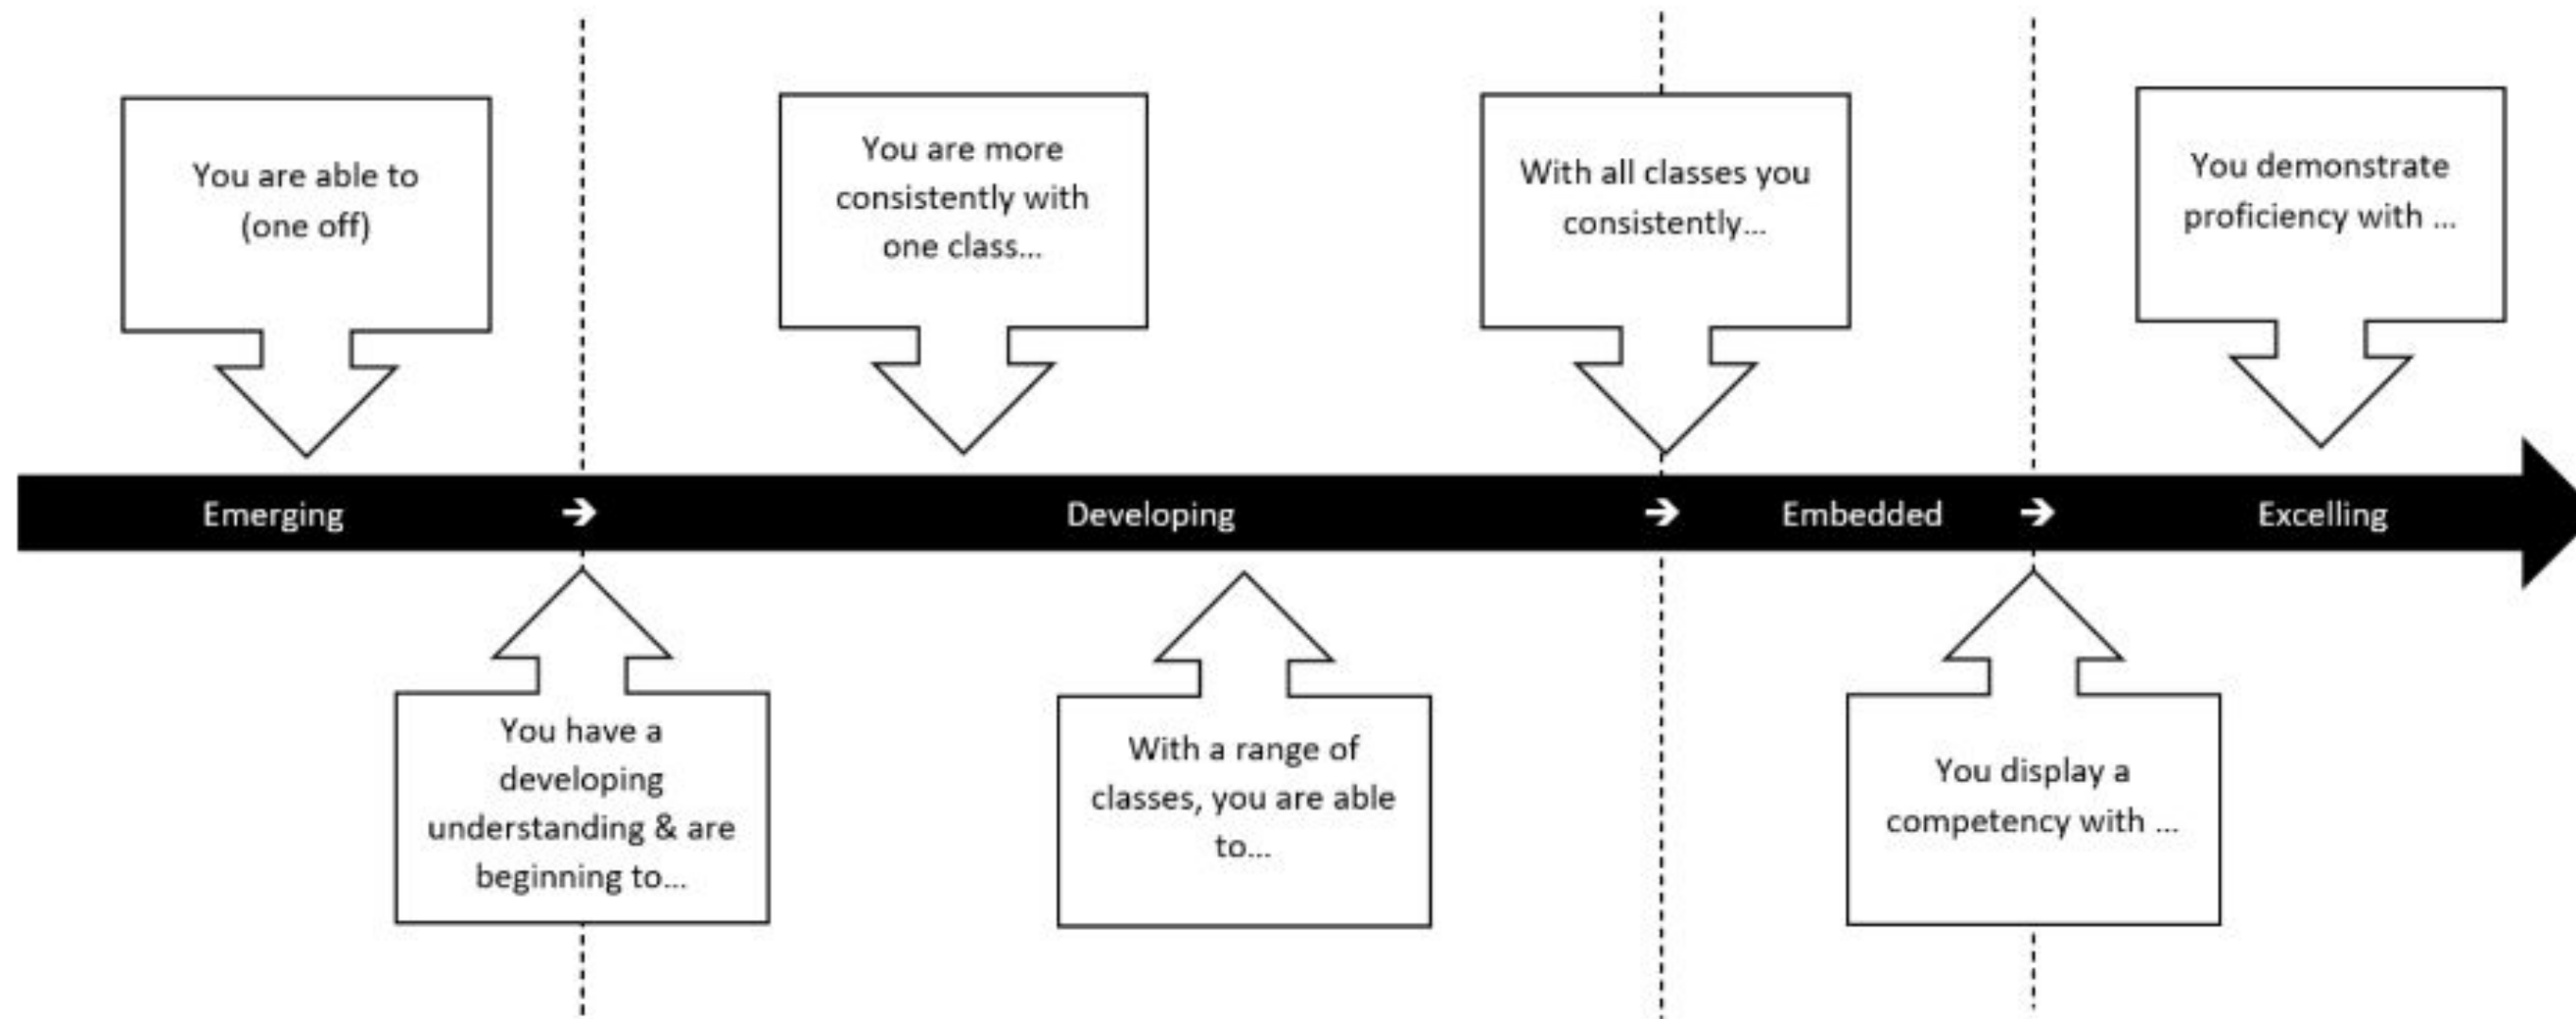 You are able to
(one off)
You are more
consistently with
one class...
With all classes you
consistently...
You demonstrate
proficiency with ...
Emerging → Developing → Embedded → Excelling
You have a
developing
understanding & are
beginning to...
With a range of
classes, you are able
to...
You display a
competency with ...